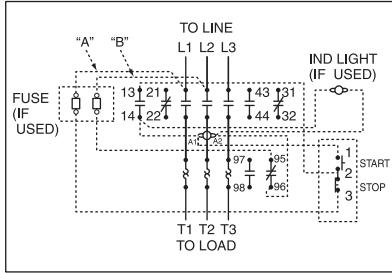 TO LINE
"A" "B" L1 L2 L3
IND LIGHT
(IF USED)
FUSE
(IF
USED)
13 21 43 31
14 22 44 32
A1 A2
97 95
98 96
1
START
2
STOP
3
T1 T2 T3
TO LOAD